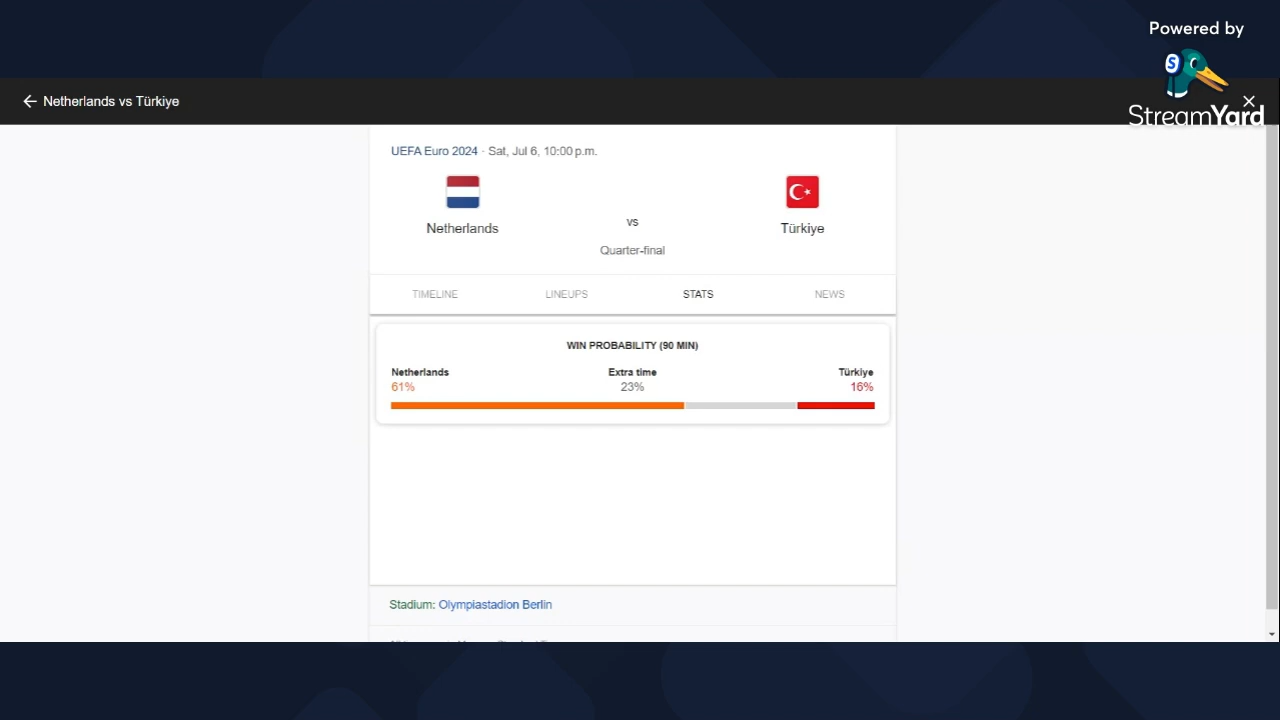 Powered by
StreamYard
Netherlands vs Türkiye
UEFA Euro 2024 · Sat, Jul 6, 10:00 p.m.
Netherlands
vs
Türkiye
Quarter-final
TIMELINE LINEUPS STATS NEWS
WIN PROBABILITY (90 MIN)
Netherlands Extra time Türkiye
61% 23% 16%
Stadium: Olympiastadion Berlin